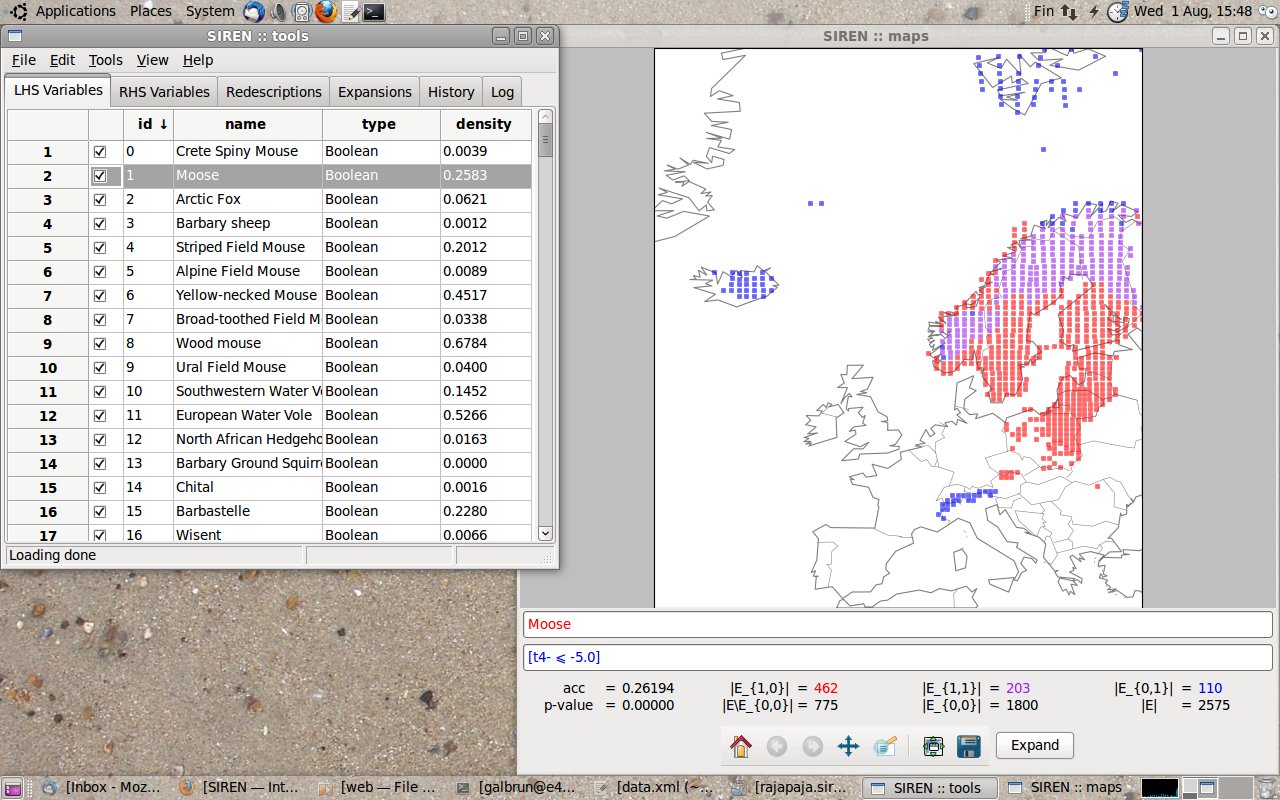 Applications Places System Fin Wed 1 Aug, 15:48
SIREN :: tools
SIREN :: maps
File Edit Tools View Help
LHS Variables RHS Variables Redescriptions Expansions History Log
id ↓ name type density
1 0 Crete Spiny Mouse Boolean 0.0039
2 1 Moose Boolean 0.2583
3 2 Arctic Fox Boolean 0.0621
4 3 Barbary sheep Boolean 0.0012
5 4 Striped Field Mouse Boolean 0.2012
6 5 Alpine Field Mouse Boolean 0.0089
7 6 Yellow-necked Mouse Boolean 0.4517
8 7 Broad-toothed Field M Boolean 0.0338
9 8 Wood mouse Boolean 0.6784
10 9 Ural Field Mouse Boolean 0.0400
11 10 Southwestern Water V Boolean 0.1452
12 11 European Water Vole Boolean 0.5266
13 12 North African Hedgeho Boolean 0.0163
14 13 Barbary Ground Squirr Boolean 0.0000
15 14 Chital Boolean 0.0016
16 15 Barbastelle Boolean 0.2280
17 16 Wisent Boolean 0.0066
Loading done
Moose
[t4- ⩽ -5.0]
acc = 0.26194 |E_{1,0}| = 462 |E_{1,1}| = 203 |E_{0,1}| = 110
p-value = 0.00000 |E\E_{0,0}| = 775 |E_{0,0}| = 1800 |E| = 2575
Expand
[Inbox - Moz... [SIREN — Int... [web — File ... [galbrun@e4... [data.xml (~... [rajapaja.sir... SIREN :: tools SIREN :: maps